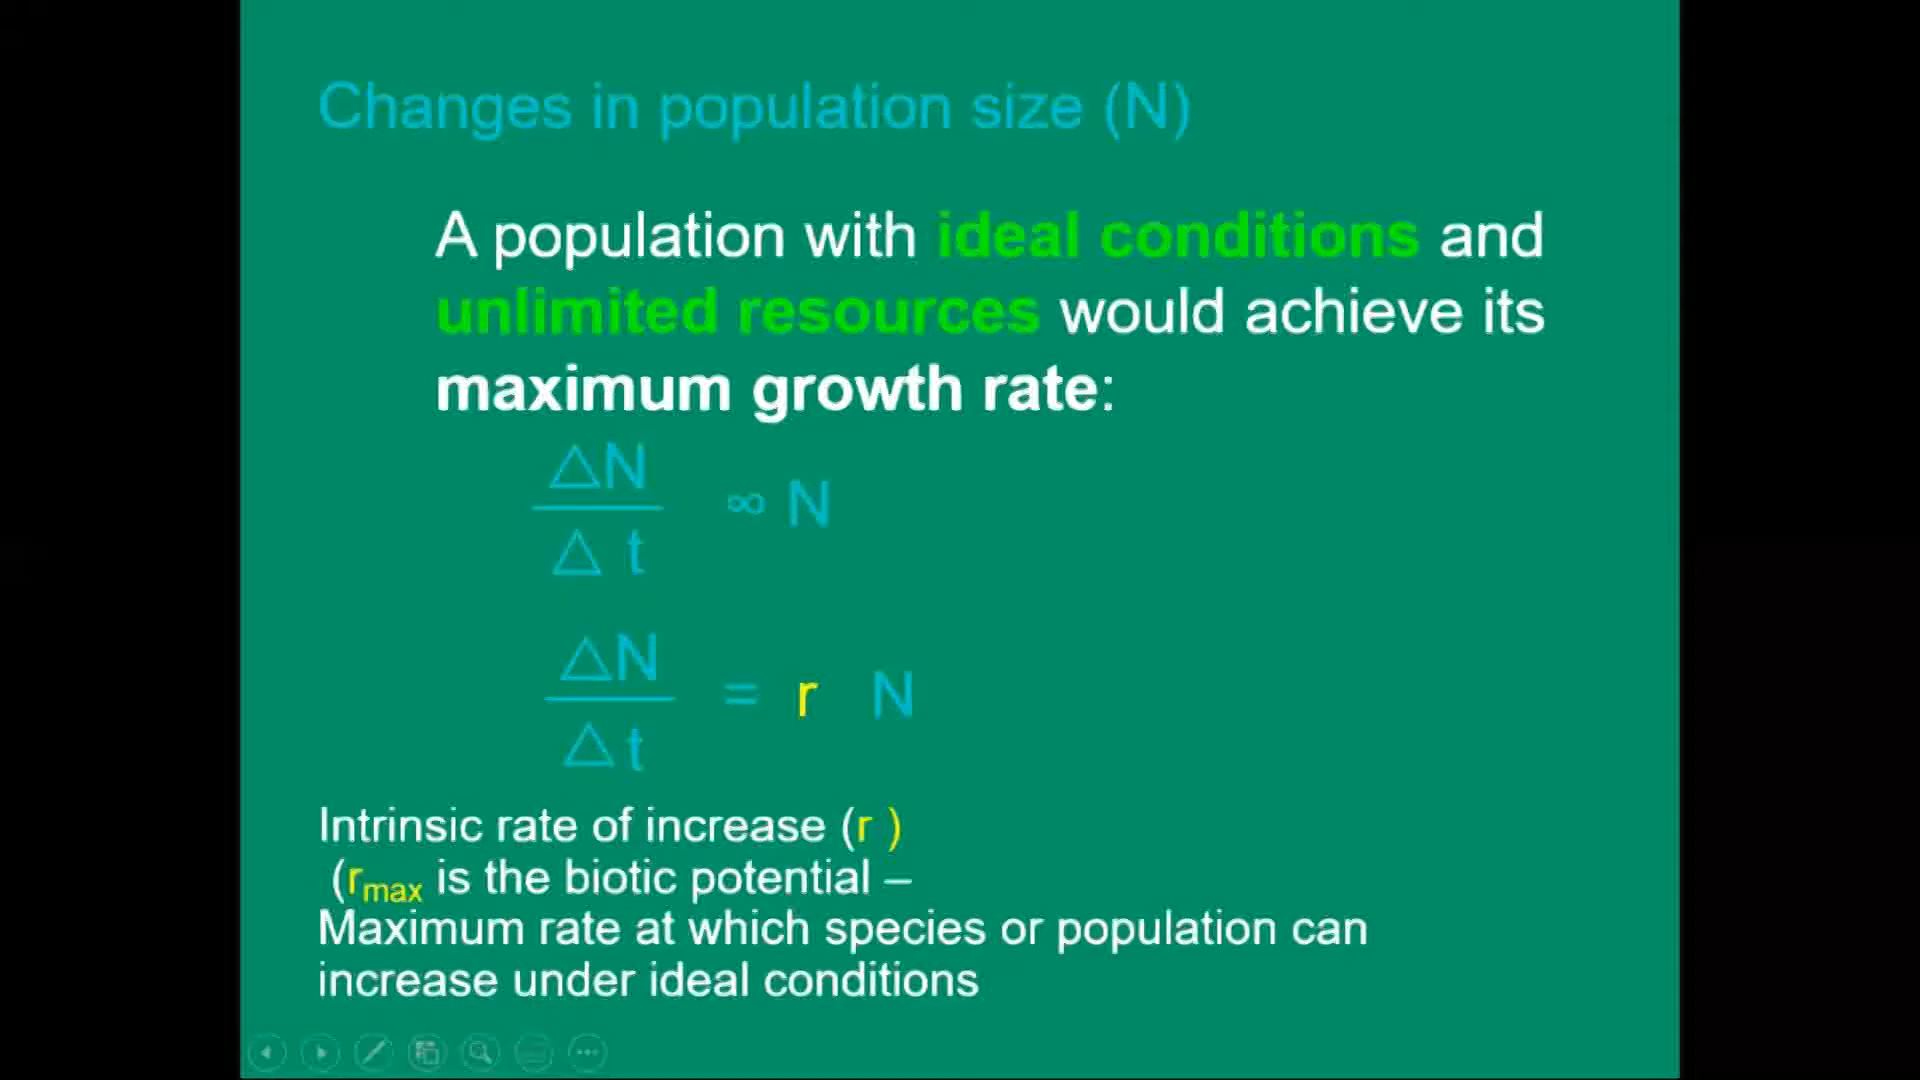 Changes in population size (N)
A population with ideal conditions and
unlimited resources would achieve its
maximum growth rate:
△N
∞ N
△ t
△N
= r N
△ t
Intrinsic rate of increase (r )
(rmax is the biotic potential –
Maximum rate at which species or population can
increase under ideal conditions